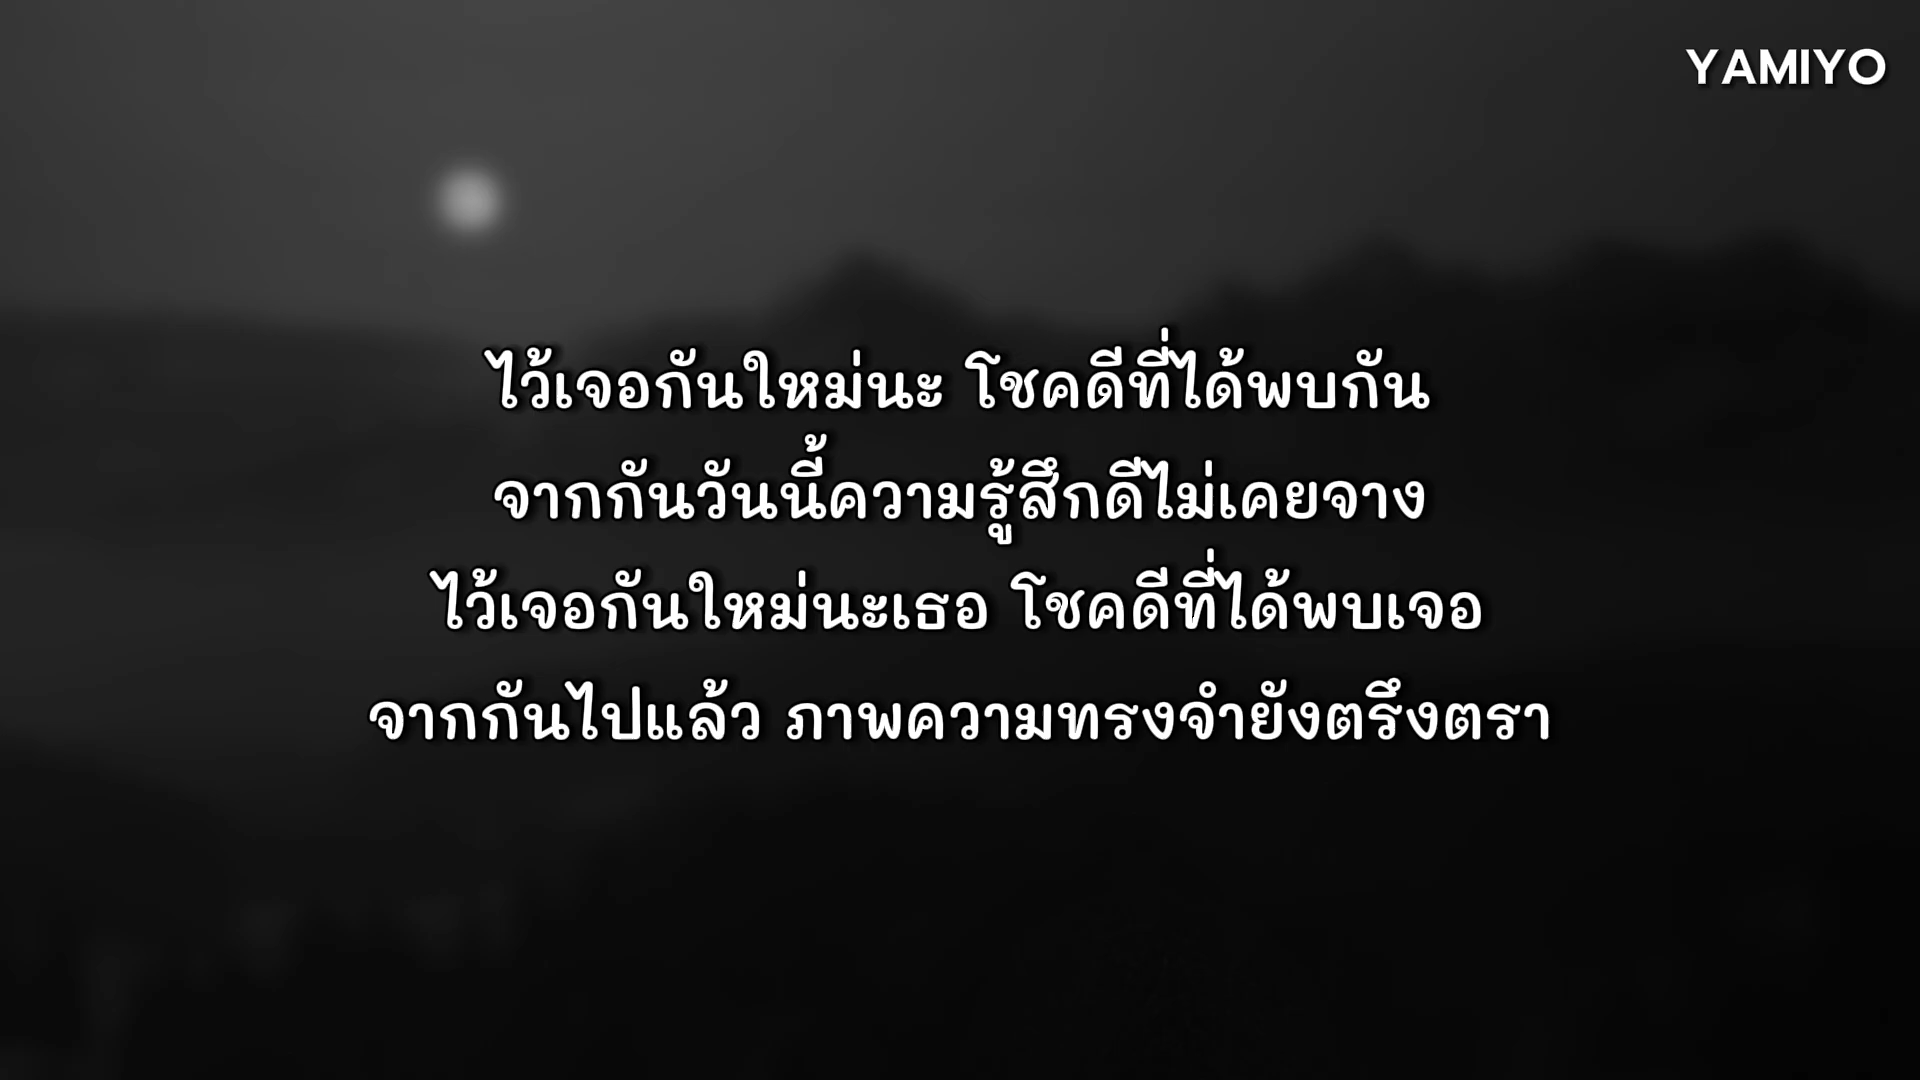 YAMIYO
ไว้เจอกันใหม่นะ โชคดีที่ได้พบกัน
จากกันวันนี้ความรู้สึกดีไม่เคยจาง
ไว้เจอกันใหม่นะเธอ โชคดีที่ได้พบเจอ
จากกันไปแล้ว ภาพความทรงจำยังตรึงตรา